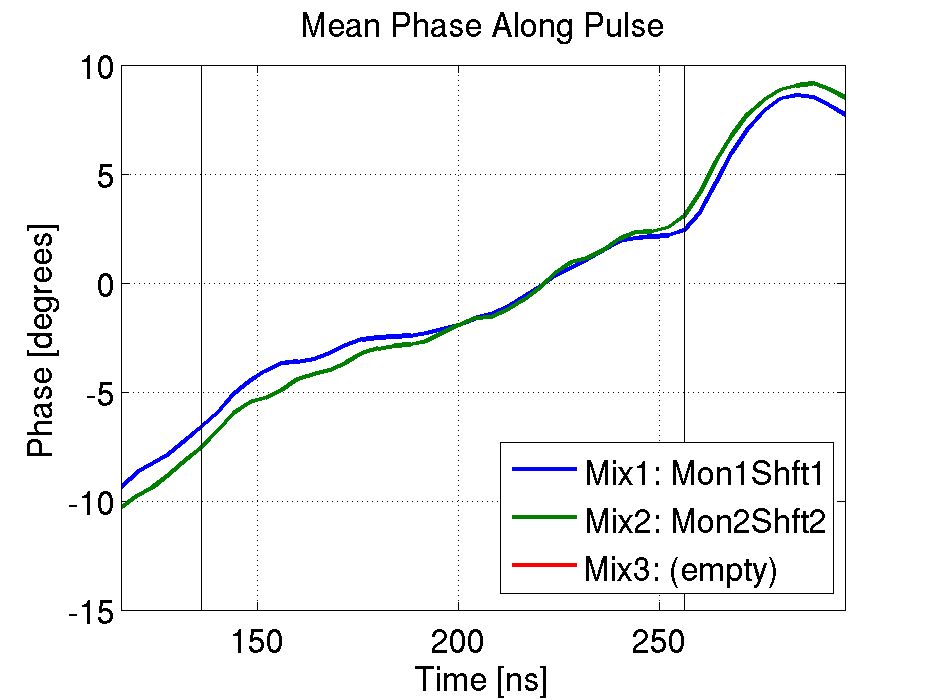 Mean Phase Along Pulse
10
5
0
-5
-10
-15
Phase [degrees]
150
200
250
Time [ns]
Mix1: Mon1Shft1
Mix2: Mon2Shft2
Mix3: (empty)